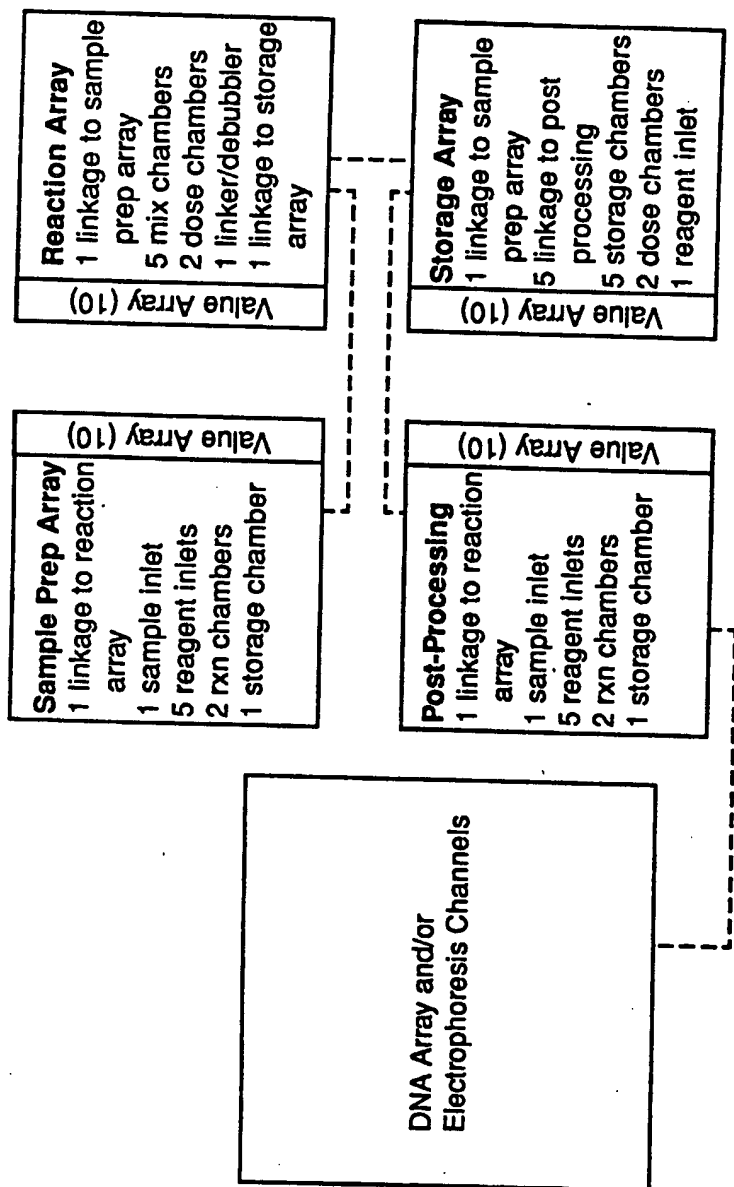 Sample Prep Array
1 linkage to reaction
array
1 sample inlet
5 reagent inlets
2 rxn chambers
1 storage chamber
Value Array (10)
Reaction Array
1 linkage to sample
prep array
5 mix chambers
2 dose chambers
1 linker/debubbler
1 linkage to storage
array
Value Array (10)
DNA Array and/or
Electrophoresis Channels
Post-Processing
1 linkage to reaction
array
1 sample inlet
5 reagent inlets
2 rxn chambers
1 storage chamber
Value Array (10)
Storage Array
1 linkage to sample
prep array
5 linkage to post
processing
5 storage chambers
2 dose chambers
1 reagent inlet
Value Array (10)